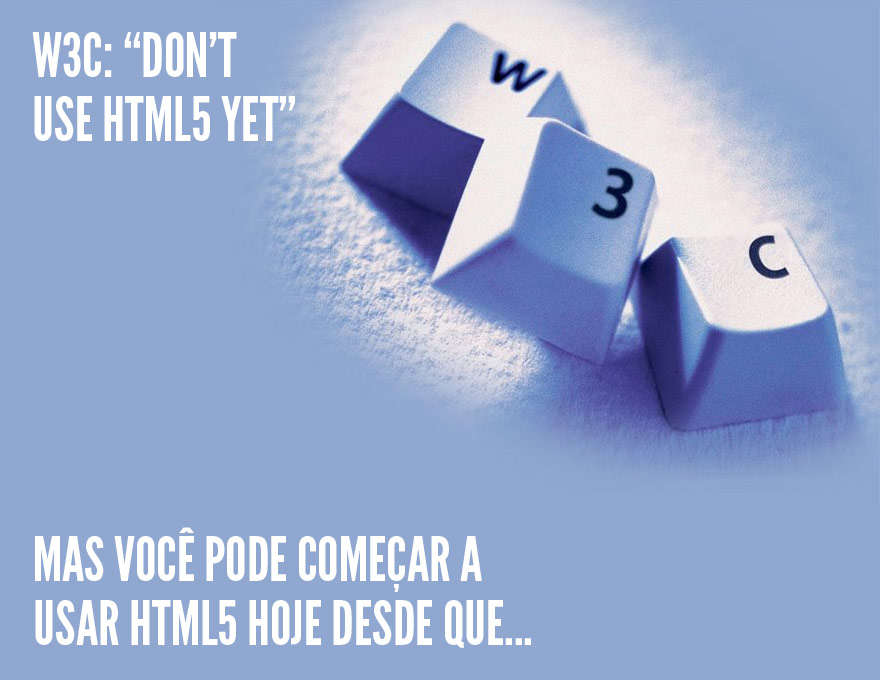 W3C: “DON’T
USE HTML5 YET”
W
3
C
MAS VOCÊ PODE COMEÇAR A
USAR HTML5 HOJE DESDE QUE...